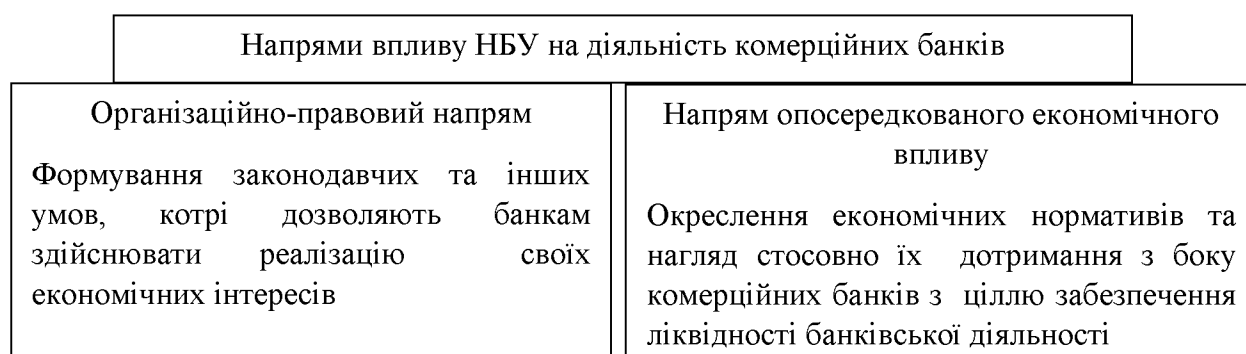 Напрями впливу НБУ на діяльність комерційних банків
Організаційно-правовий напрям
Формування законодавчих та інших
умов, котрі дозволяють банкам
здійснювати реалізацію своїх
економічних інтересів
Напрям опосередкованого економічного
впливу
Окреслення економічних нормативів та
нагляд стосовно їх дотримання з боку
комерційних банків з ціллю забезпечення
ліквідності банківської діяльності